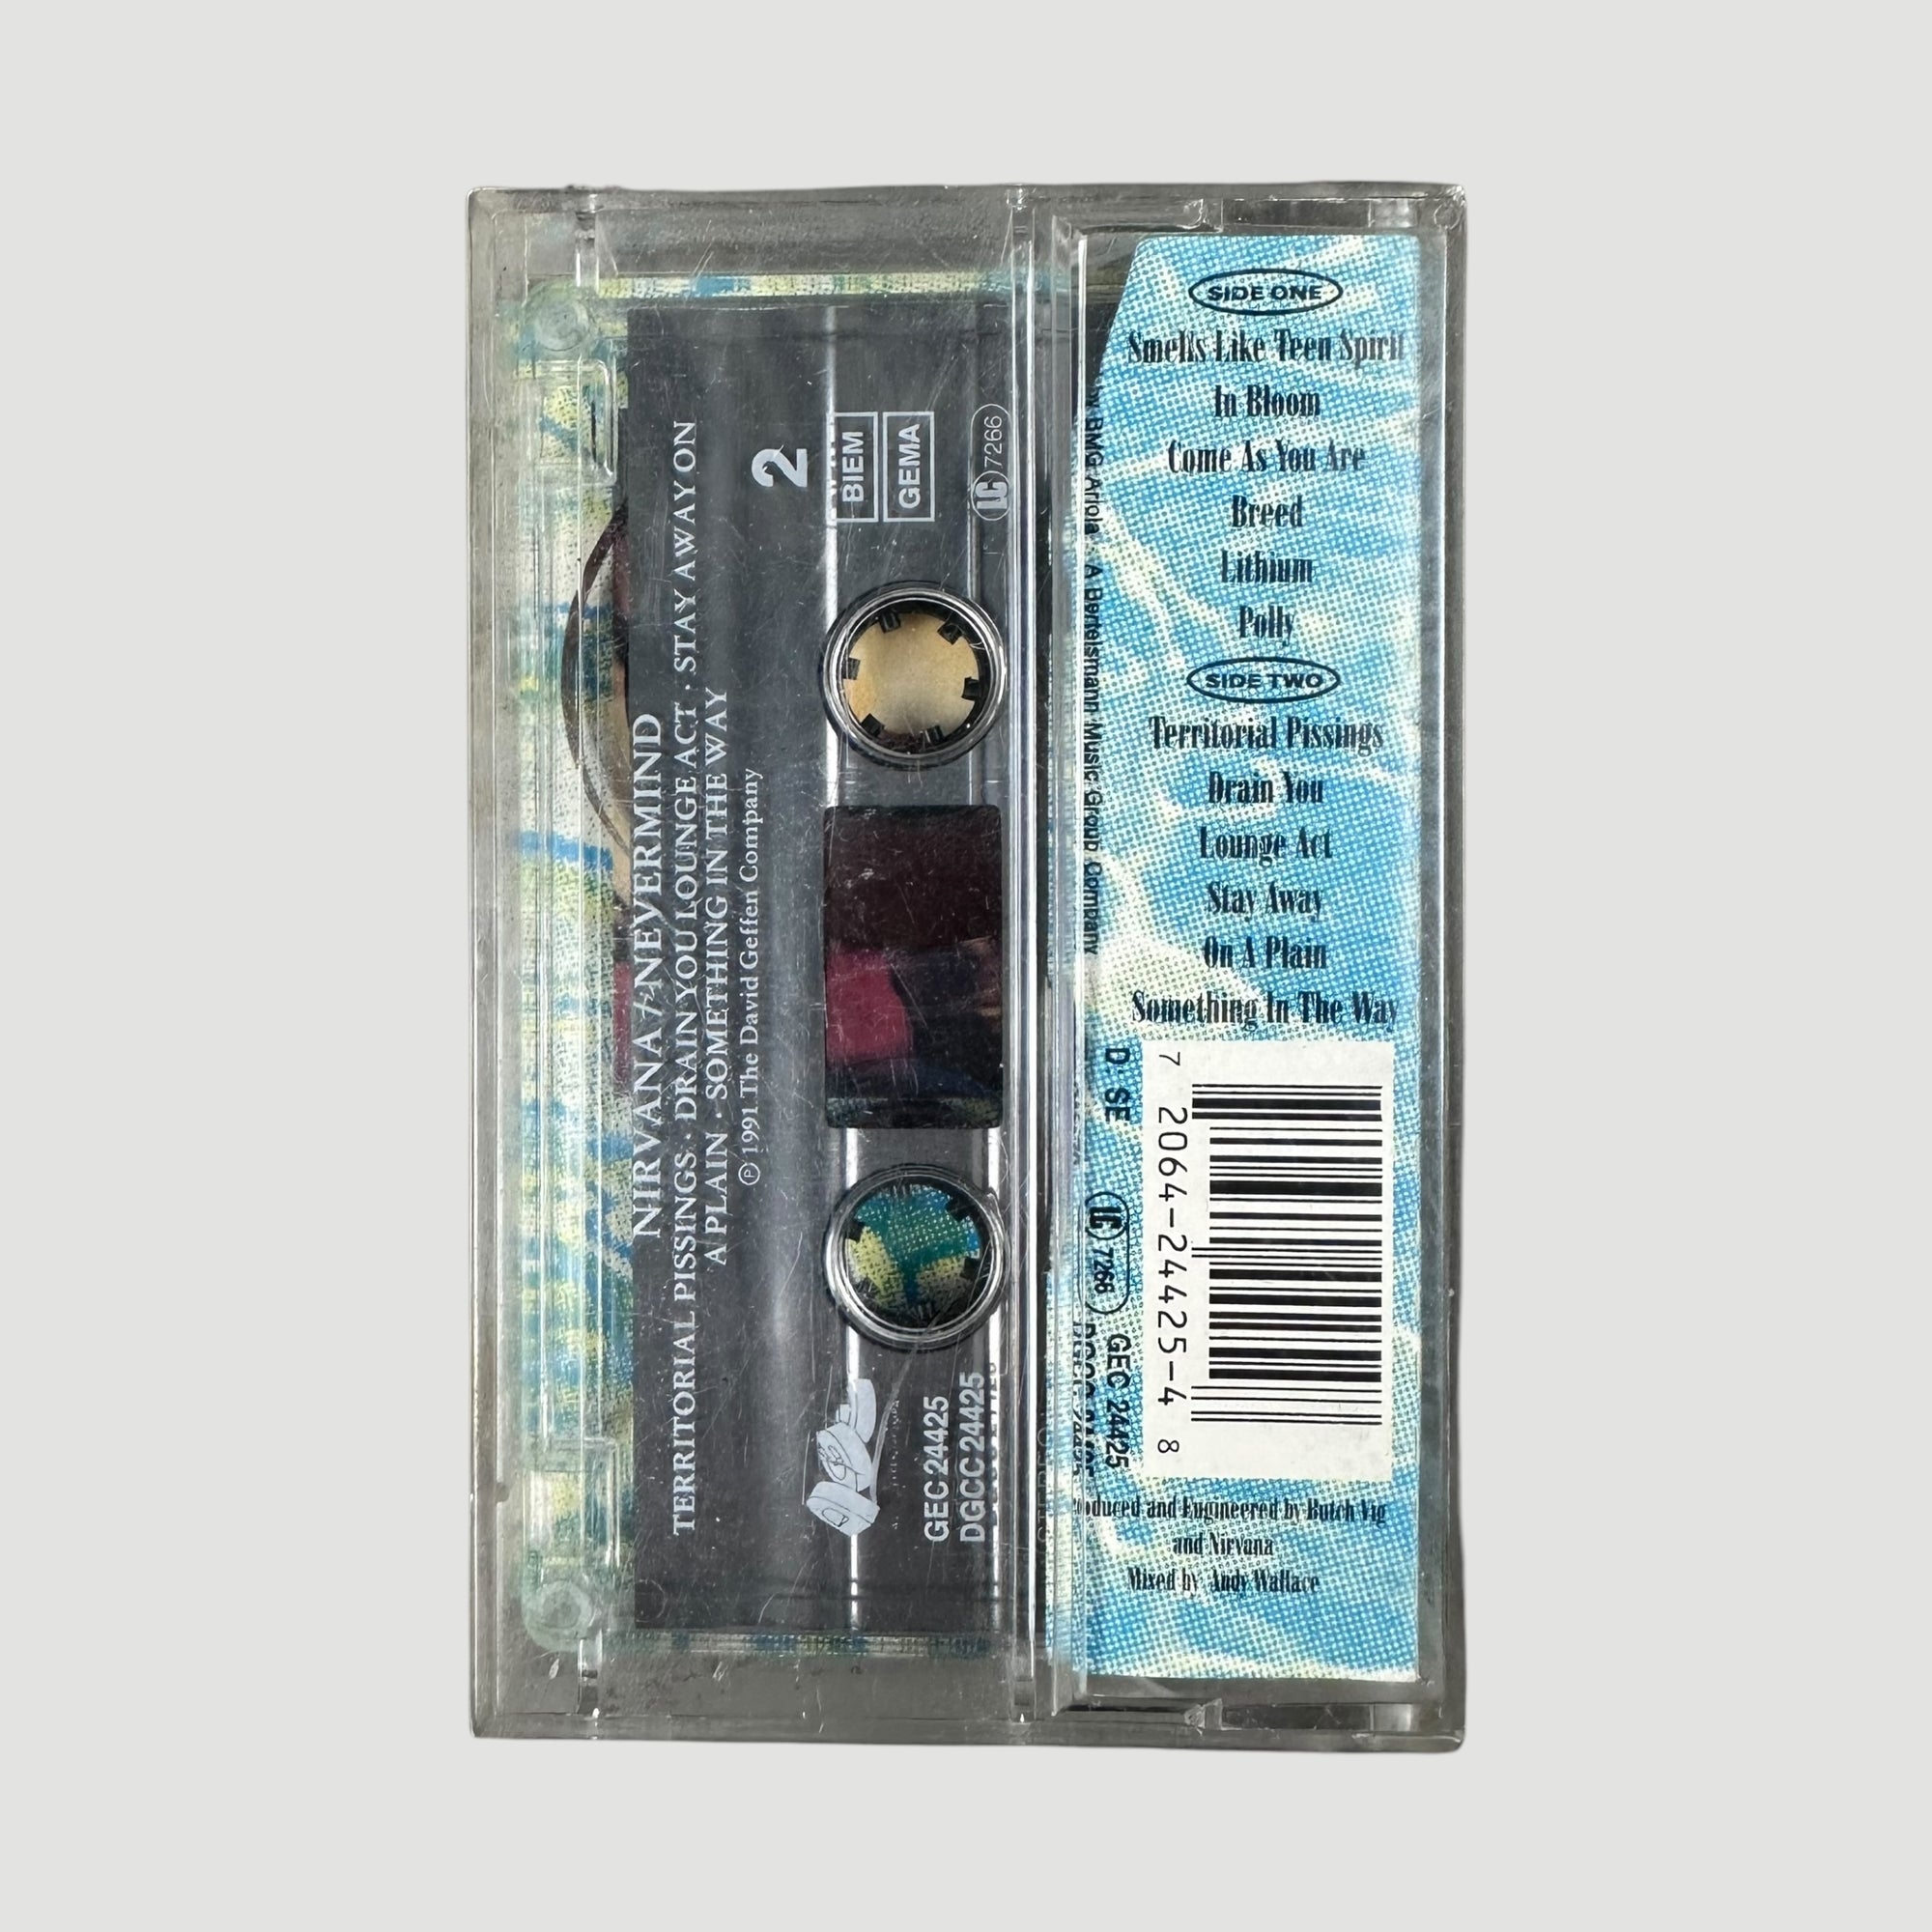 NIRVANA / NEVERMIND
TERRITORIAL PISSINGS · DRAIN YOU LOUNGE ACT · STAY AWAY ON
A PLAIN · SOMETHING IN THE WAY
℗ 1991 The David Geffen Company
2
BIEM
GEMA
LC 7266
GEC 24425
DGCC 24425
by BMG Ariola A Bertelsmann Music Group Company
SIDE ONE
Smells Like Teen Spirit
In Bloom
Come As You Are
Breed
Lithium
Polly
SIDE TWO
Territorial Pissings
Drain You
Lounge Act
Stay Away
On A Plain
Something In The Way
D: SE
LC 7266
GEC 24425
7 2064-24425-4 8
and Engineered by Butch Vig
and Nirvana
Mixed by Andy Wallace